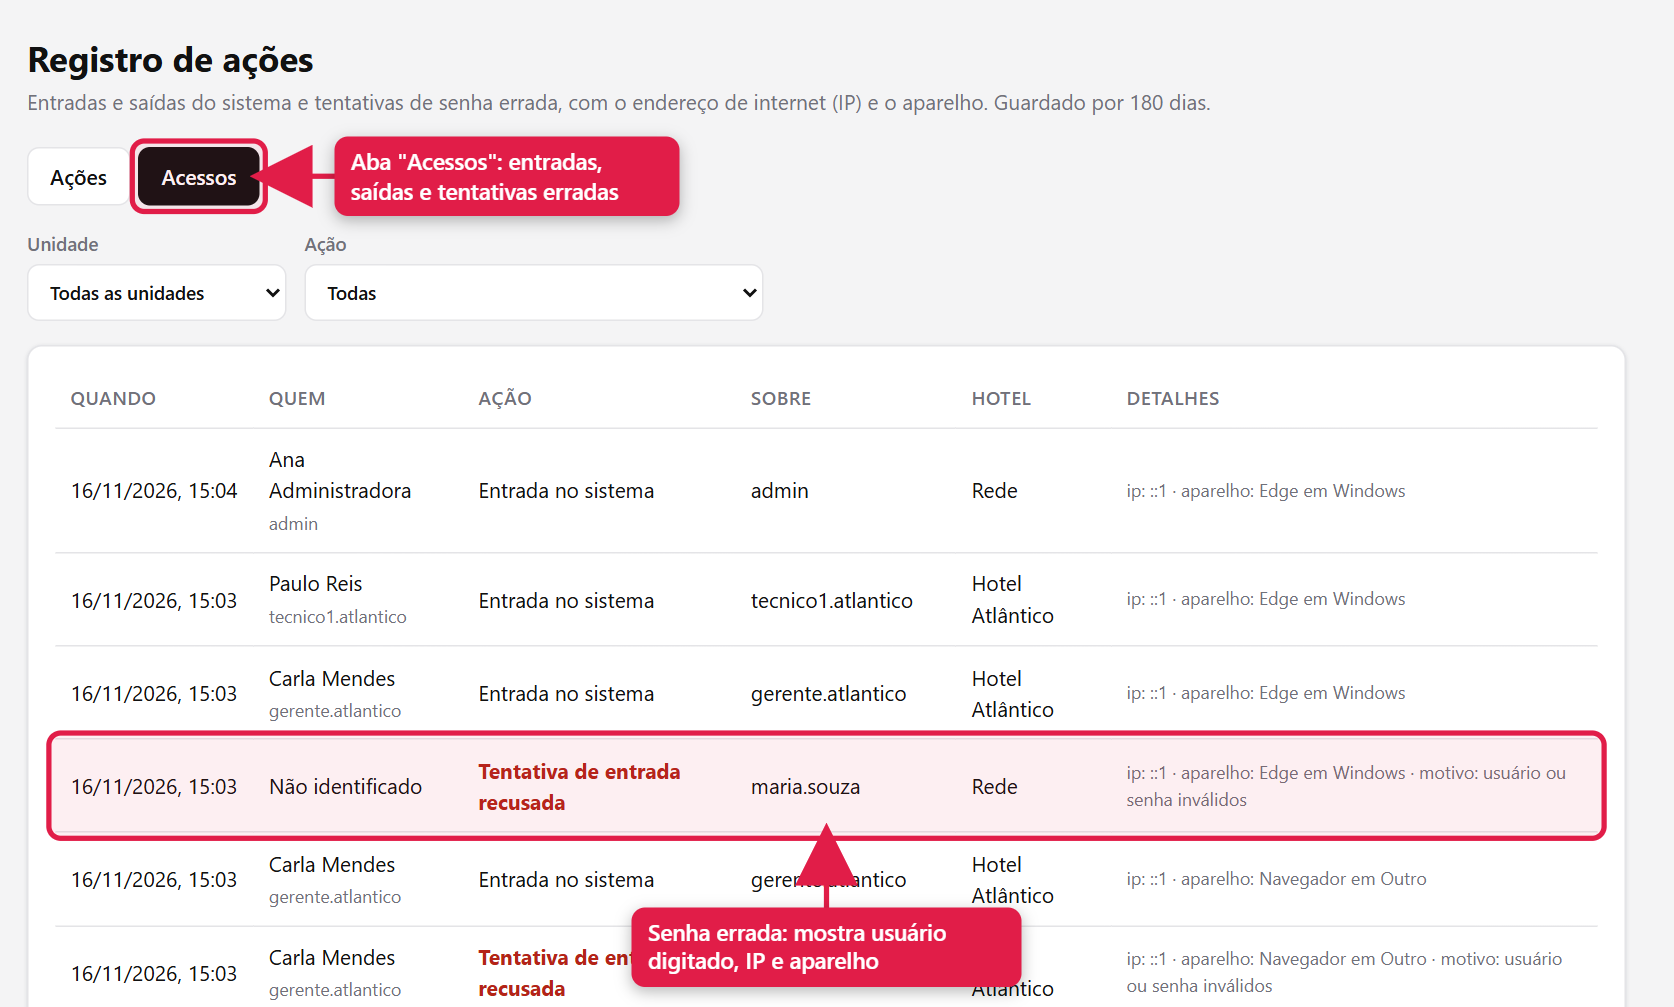 Registro de ações
Entradas e saídas do sistema e tentativas de senha errada, com o endereço de internet (IP) e o aparelho. Guardado por 180 dias.
Ações
Acessos
Aba "Acessos": entradas,
saídas e tentativas erradas
Unidade
Ação
Todas as unidades
Todas
QUANDO QUEM AÇÃO SOBRE HOTEL DETALHES
16/11/2026, 15:04
Ana
Administradora
admin
Entrada no sistema
admin
Rede
ip: ::1 · aparelho: Edge em Windows
16/11/2026, 15:03
Paulo Reis
tecnico1.atlantico
Entrada no sistema
tecnico1.atlantico
Hotel
Atlântico
ip: ::1 · aparelho: Edge em Windows
16/11/2026, 15:03
Carla Mendes
gerente.atlantico
Entrada no sistema
gerente.atlantico
Hotel
Atlântico
ip: ::1 · aparelho: Edge em Windows
16/11/2026, 15:03
Não identificado
Tentativa de entrada
recusada
maria.souza
Rede
ip: ::1 · aparelho: Edge em Windows · motivo: usuário ou
senha inválidos
16/11/2026, 15:03
Carla Mendes
gerente.atlantico
Entrada no sistema
gerente.atlantico
Hotel
Atlântico
ip: ::1 · aparelho: Navegador em Outro
Senha errada: mostra usuário
digitado, IP e aparelho
16/11/2026, 15:03
Carla Mendes
gerente.atlantico
Tentativa de
recusada
Atlântico
ip: ::1 · aparelho: Navegador em Outro · motivo: usuário
ou senha inválidos